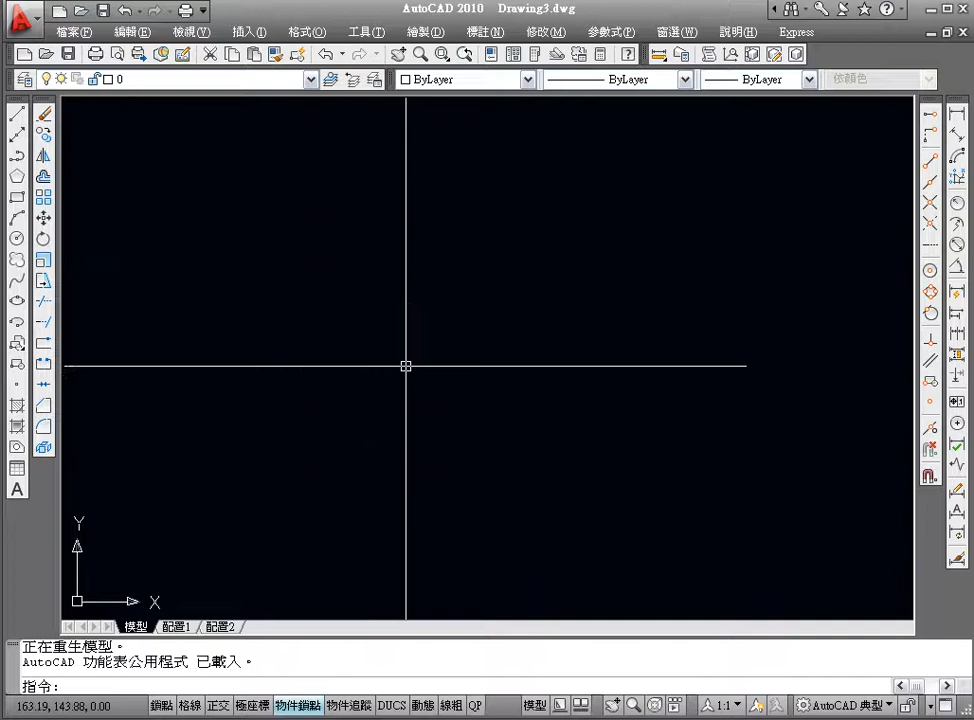 AutoCAD 2010 Drawing3.dwg
檔案(F) 編輯(E) 檢視(V) 插入(I) 格式(O) 工具(T) 繪製(D) 標註(N) 修改(M) 參數式(P) 窗選(W) 說明(H) Express
0 ByLayer ByLayer ByLayer 依顏色
Y
X
模型 配置1 配置2
正在重生模型。
AutoCAD 功能表公用程式 已載入。
指令:
163.19, 143.88, 0.00 鎖點 格線 正交 極座標 物件鎖點 物件追蹤 DUCS 動態 線粗 QP 模型 1:1 AutoCAD 典型